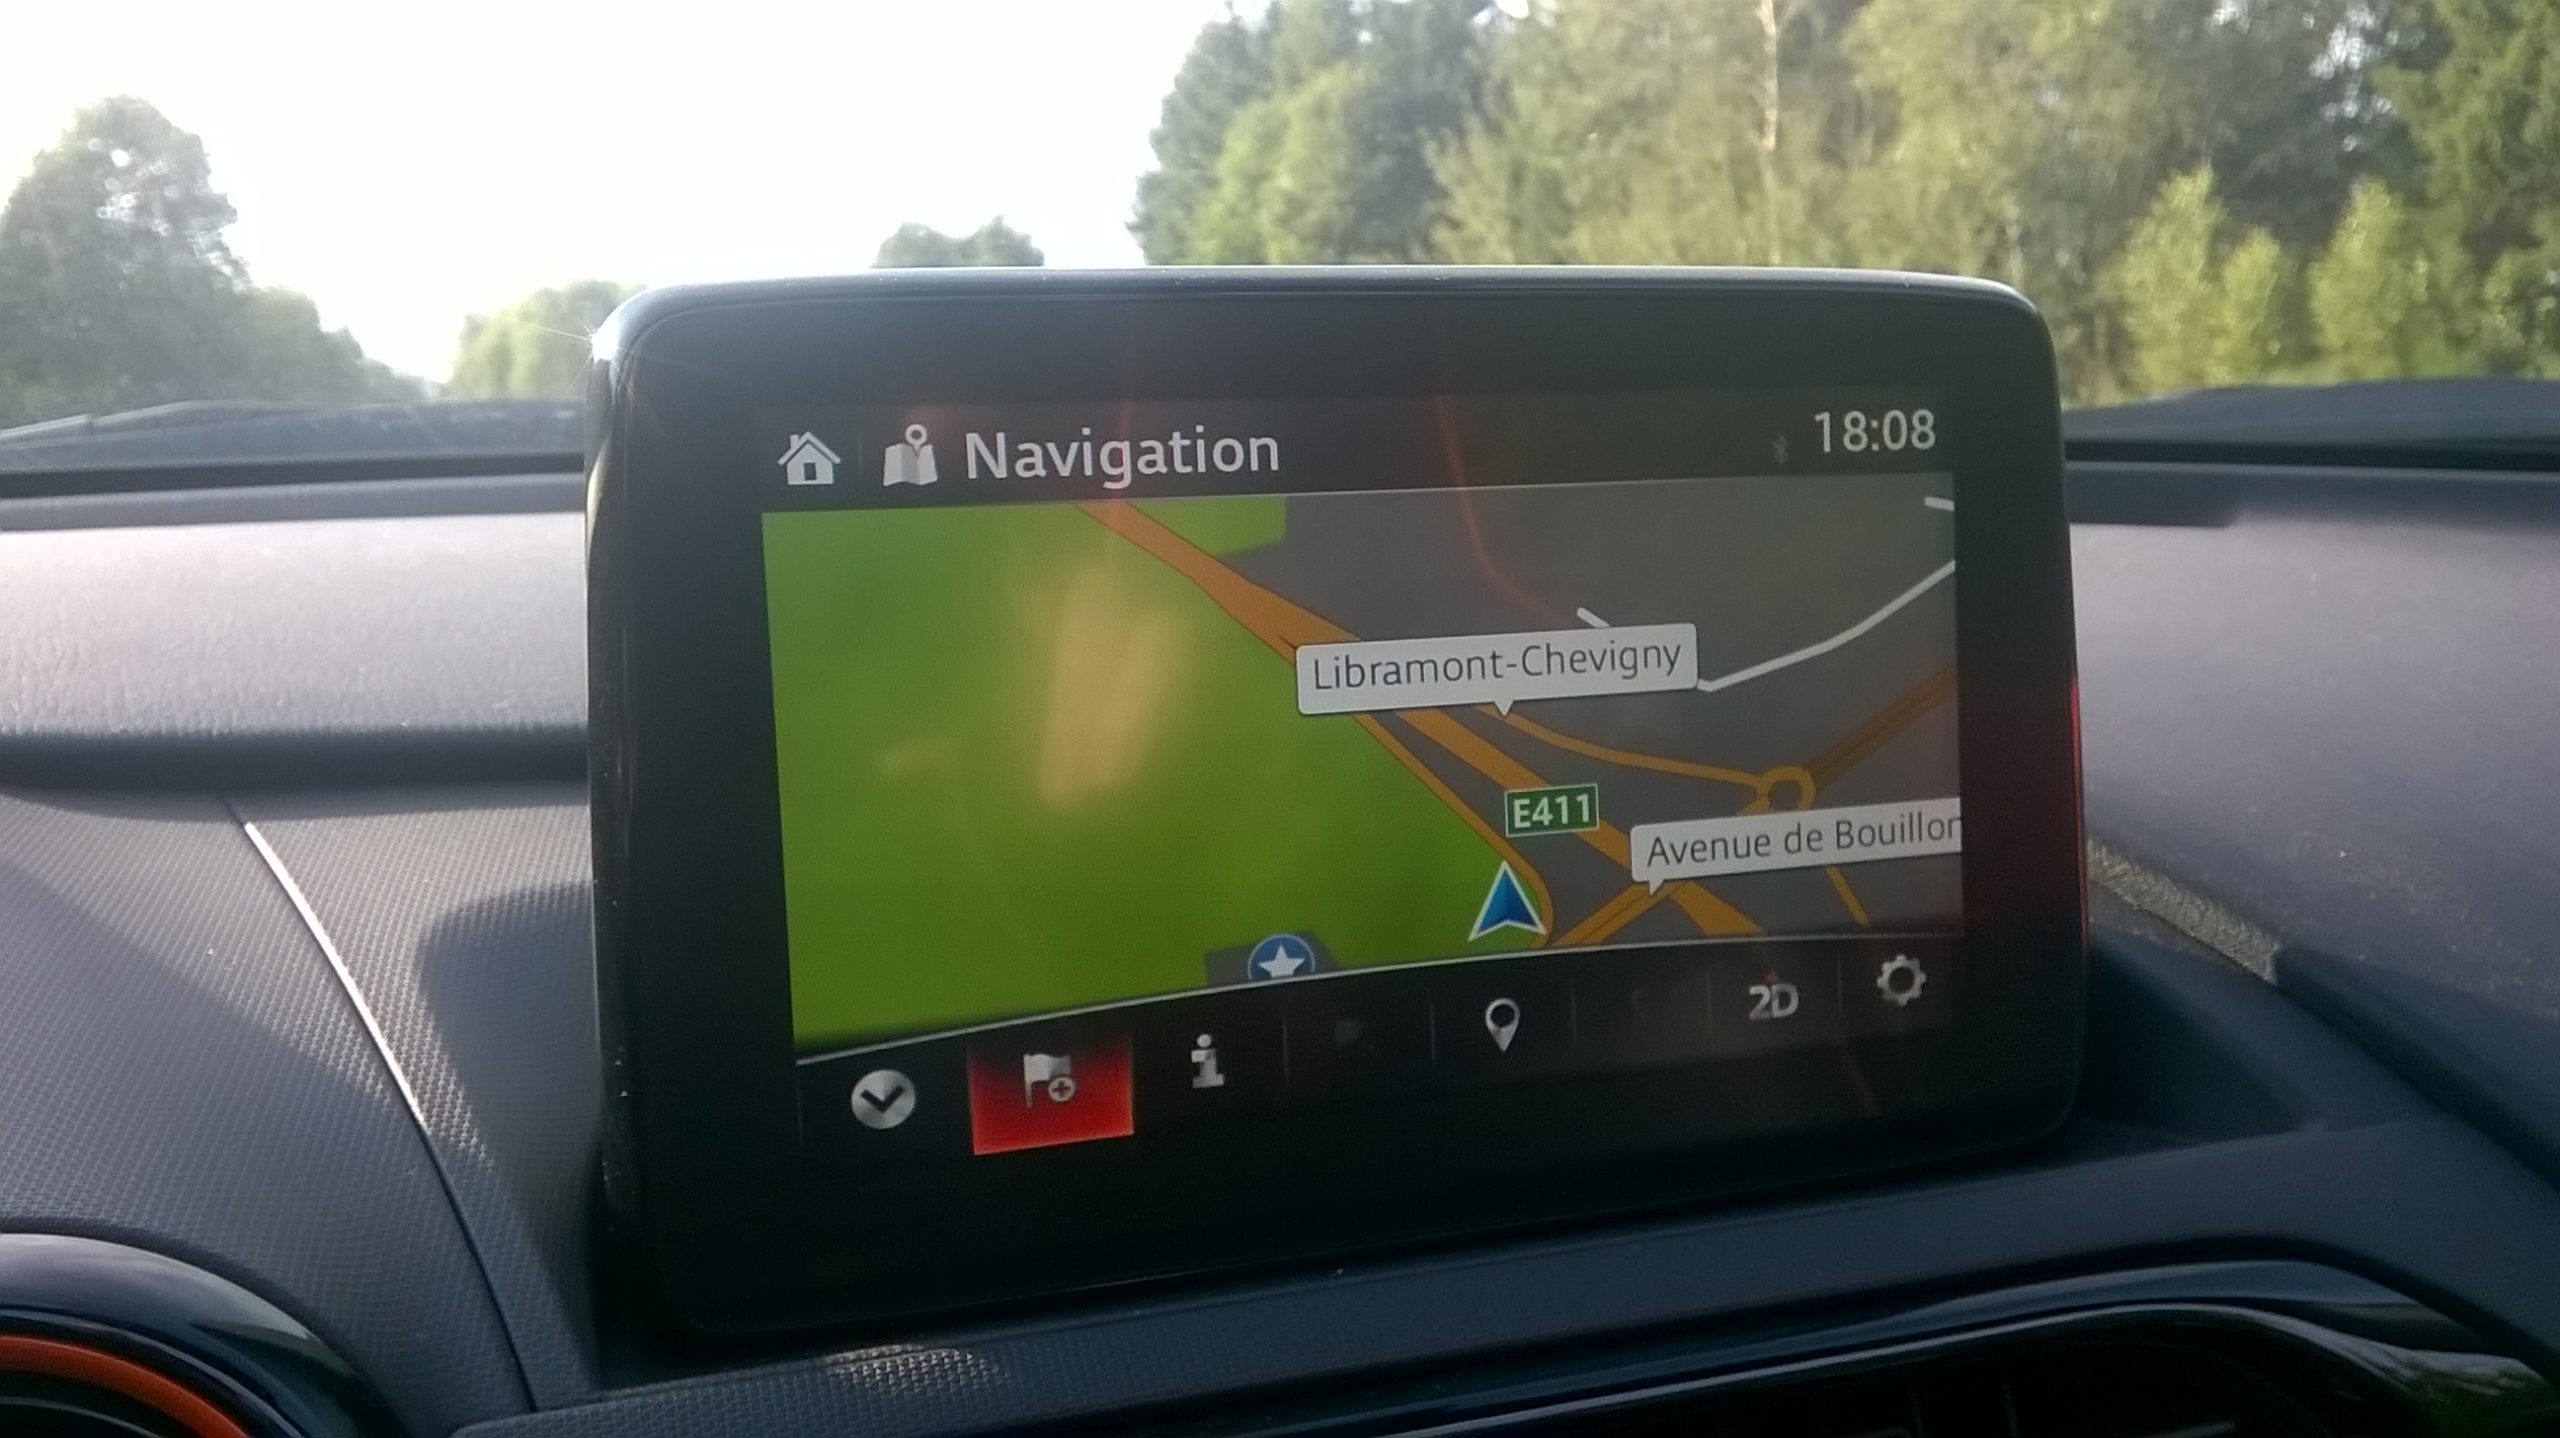 Navigation
18:08
Libramont-Chevigny
E411
Avenue de Bouillon
2D